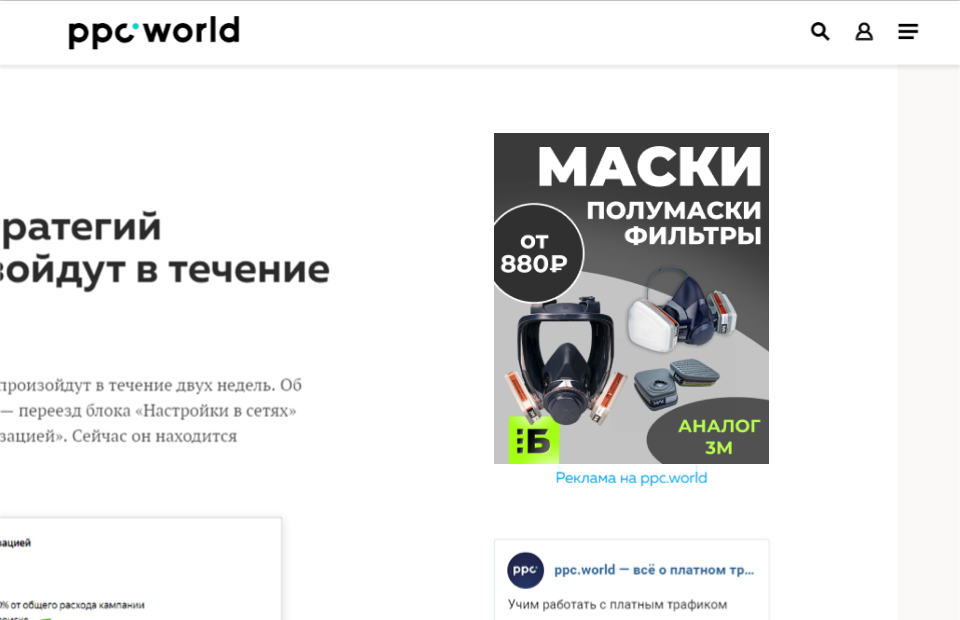 ppc world
ратегий
зойдут в течение
произойдут в течение двух недель. Об
— переезд блока «Настройки в сетях»
зацией». Сейчас он находится
зацией
% от общего расхода кампании
МАСКИ
ПОЛУМАСКИ
ФИЛЬТРЫ
ОТ
880₽
Б
АНАЛОГ
3М
Реклама на ppc.world
ppc
ppc.world — всё о платном тр...
Учим работать с платным трафиком